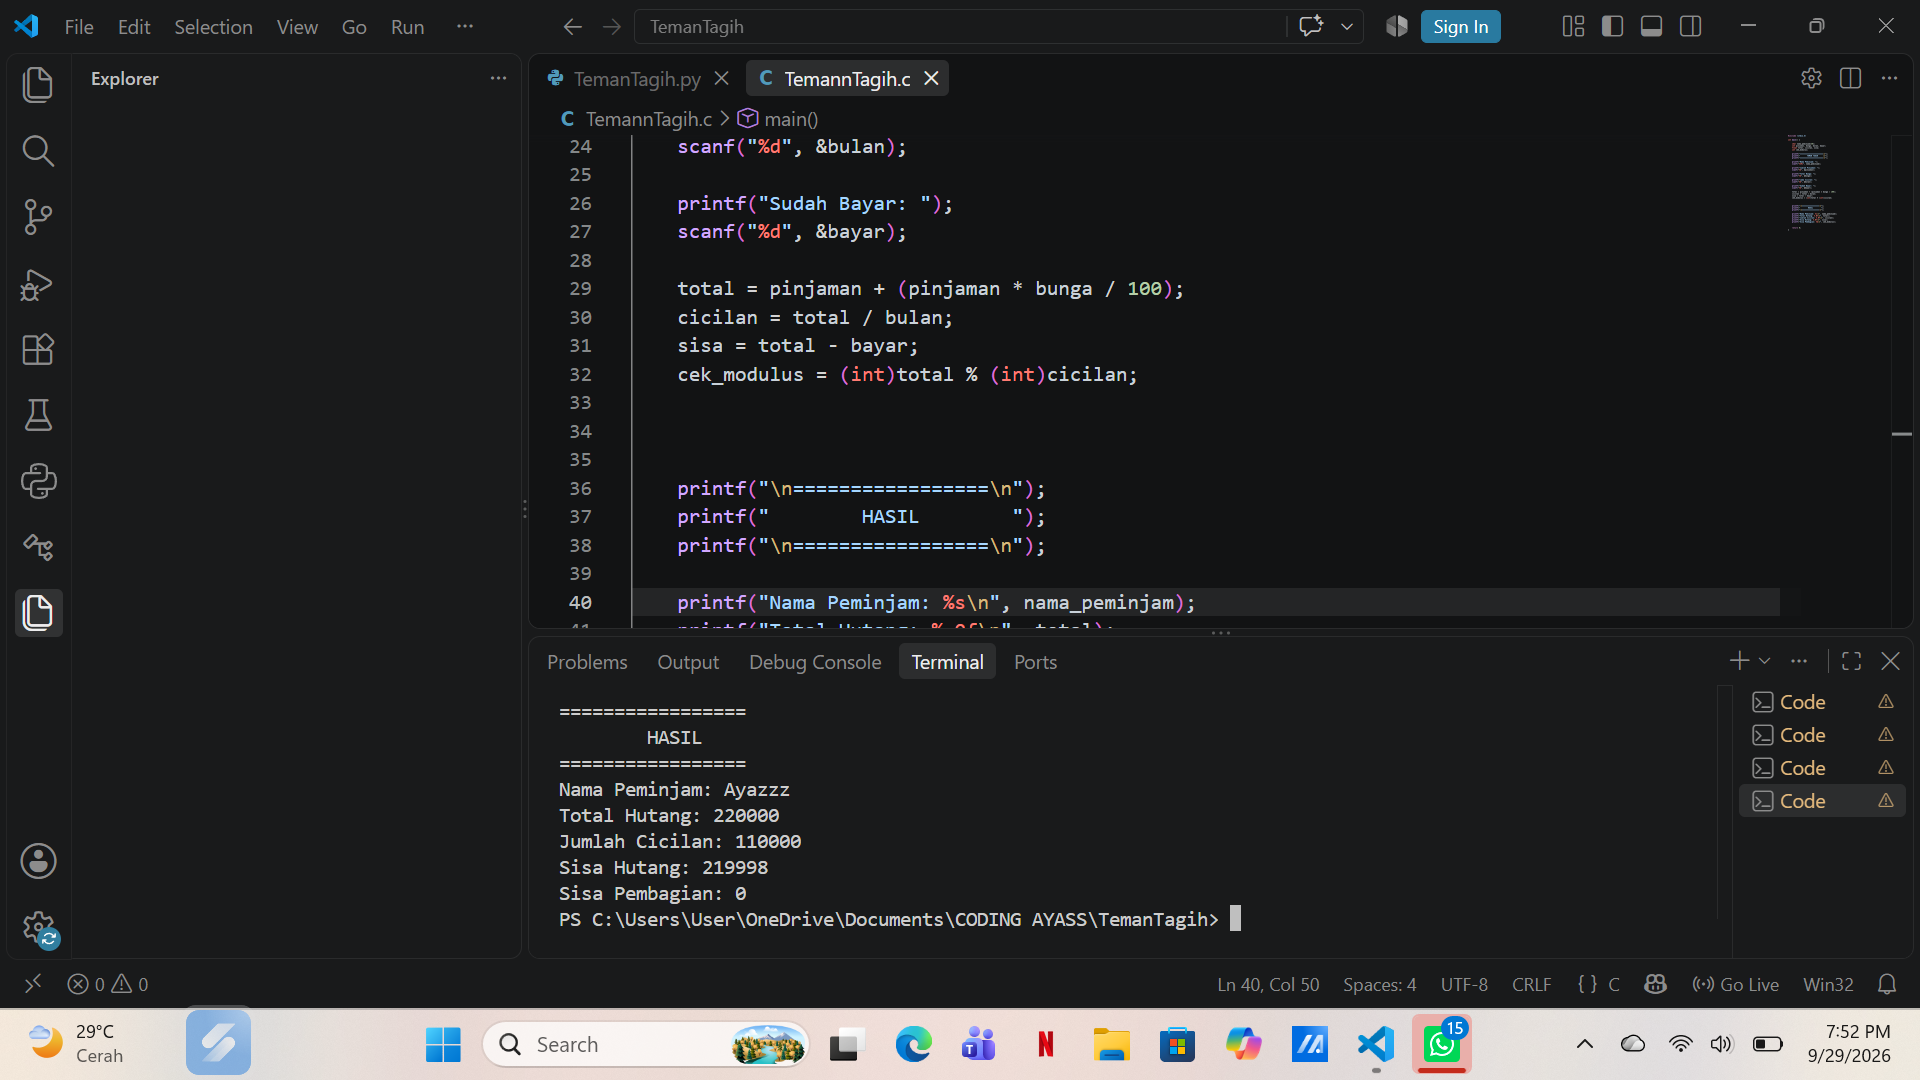 File Edit Selection View Go Run ···
TemanTagih
Sign In
Explorer
TemanTagih.py
C TemannTagih.c
C TemannTagih.c > main()
24 scanf("%d", &bulan);
25
26 printf("Sudah Bayar: ");
27 scanf("%d", &bayar);
28
29 total = pinjaman + (pinjaman * bunga / 100);
30 cicilan = total / bulan;
31 sisa = total - bayar;
32 cek_modulus = (int)total % (int)cicilan;
33
34
35
36 printf("\n=================\n");
37 printf("        HASIL        ");
38 printf("\n=================\n");
39
40 printf("Nama Peminjam: %s\n", nama_peminjam);
41 printf("Total Hutang: %.0f\n", total);
Problems Output Debug Console Terminal Ports
=================
HASIL
=================
Nama Peminjam: Ayazzz
Total Hutang: 220000
Jumlah Cicilan: 110000
Sisa Hutang: 219998
Sisa Pembagian: 0
PS C:\Users\User\OneDrive\Documents\CODING AYASS\TemanTagih>
Code
Code
Code
Code
0 0
Ln 40, Col 50 Spaces: 4 UTF-8 CRLF { } C Go Live Win32
29°C
Cerah
Search
T
N
15
7:52 PM
9/29/2026